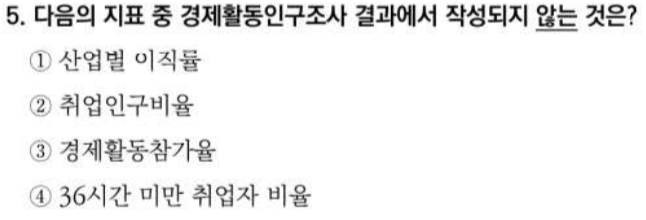 5. 다음의 지표 중 경제활동인구조사 결과에서 작성되지 않는 것은?
① 산업별 이직률
② 취업인구비율
③ 경제활동참가율
④ 36시간 미만 취업자 비율